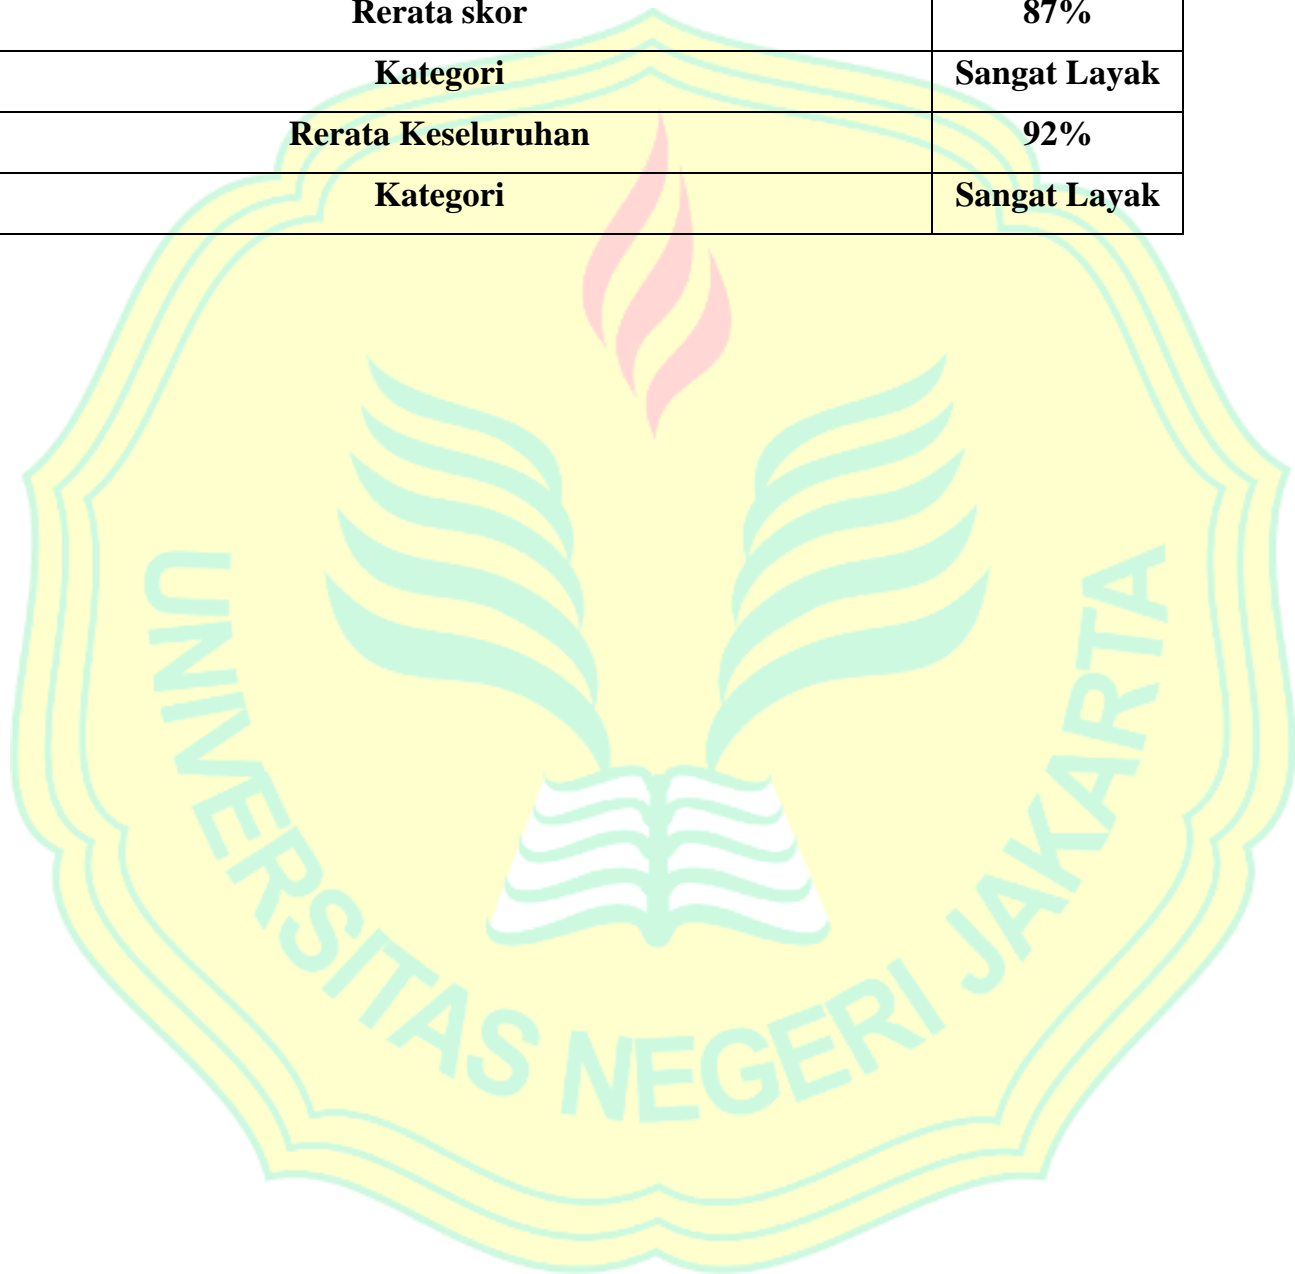 Rerata skor 87%
Kategori Sangat Layak
Rerata Keseluruhan 92%
Kategori Sangat Layak
UNIVERSITAS NEGERI JAKARTA